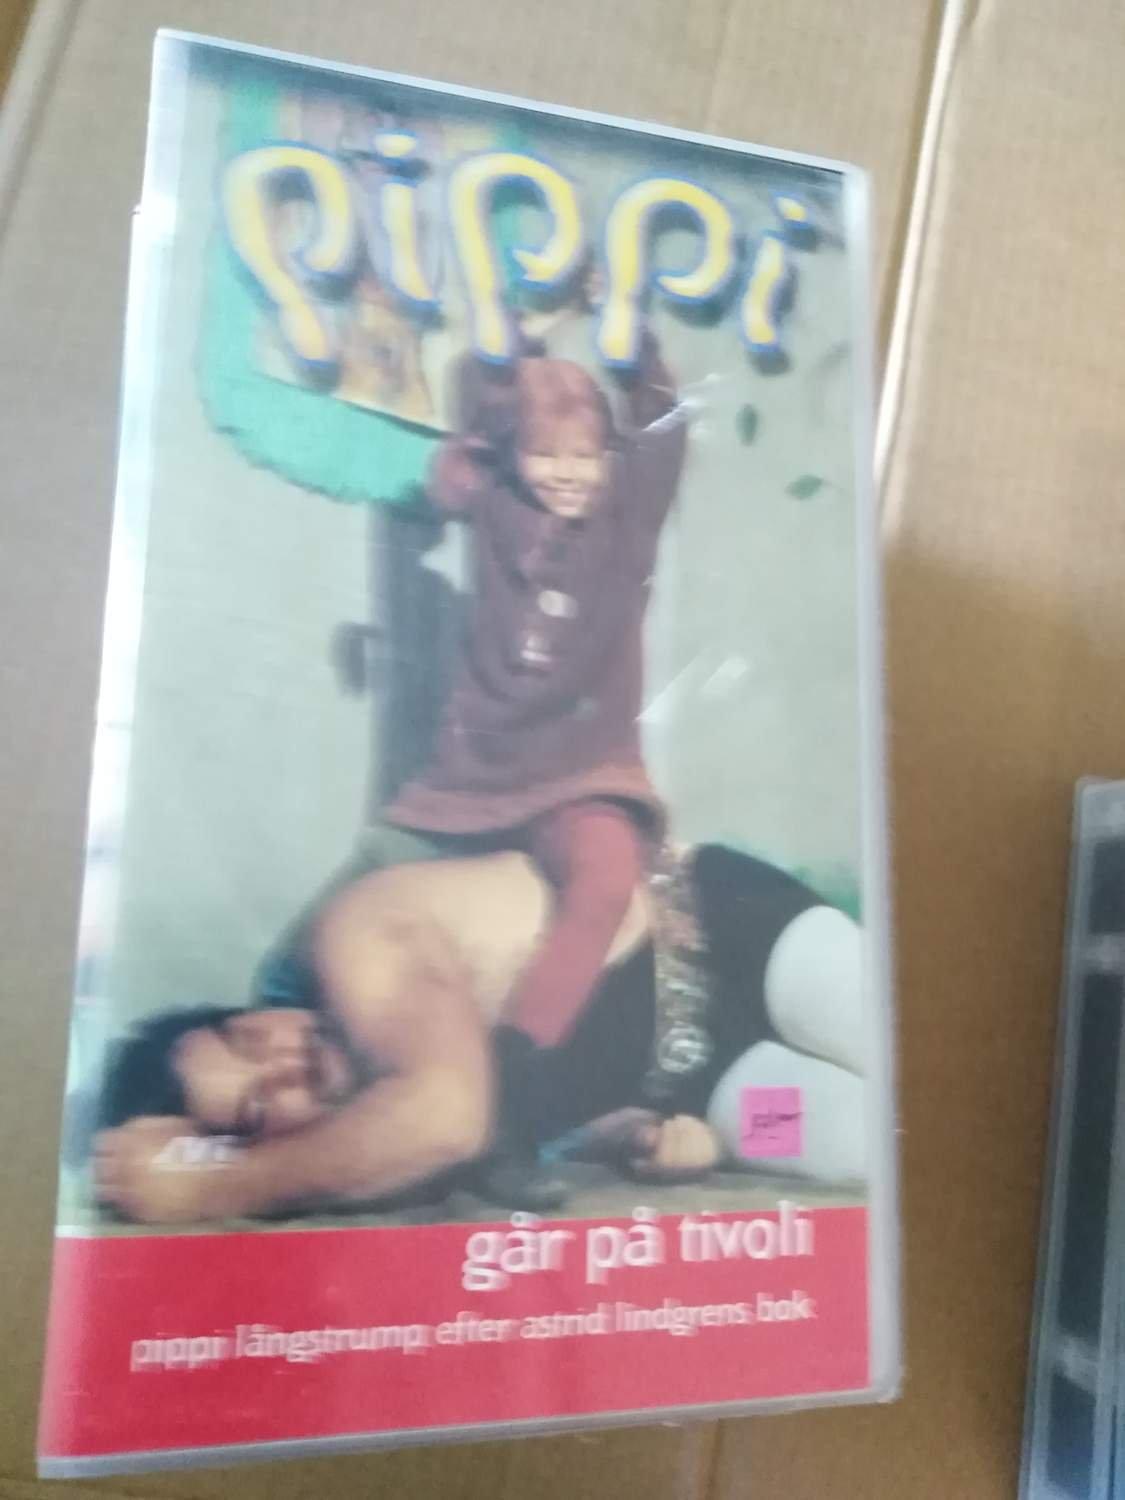 pippi
går på tivoli
pippi långstrump efter astrid lindgrens bok